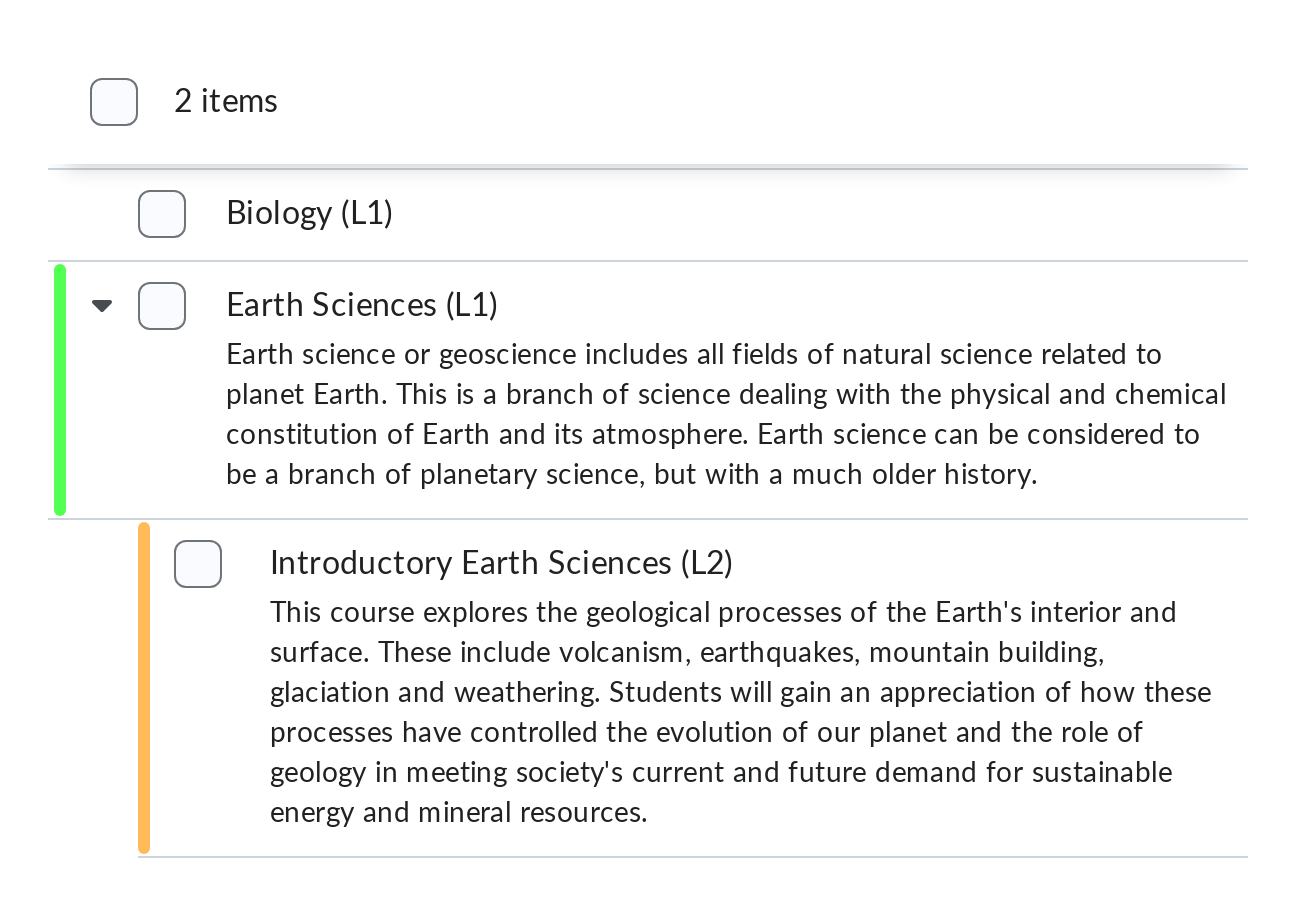 2 items
Biology (L1)
Earth Sciences (L1)
Earth science or geoscience includes all fields of natural science related to
planet Earth. This is a branch of science dealing with the physical and chemical
constitution of Earth and its atmosphere. Earth science can be considered to
be a branch of planetary science, but with a much older history.
Introductory Earth Sciences (L2)
This course explores the geological processes of the Earth's interior and
surface. These include volcanism, earthquakes, mountain building,
glaciation and weathering. Students will gain an appreciation of how these
processes have controlled the evolution of our planet and the role of
geology in meeting society's current and future demand for sustainable
energy and mineral resources.